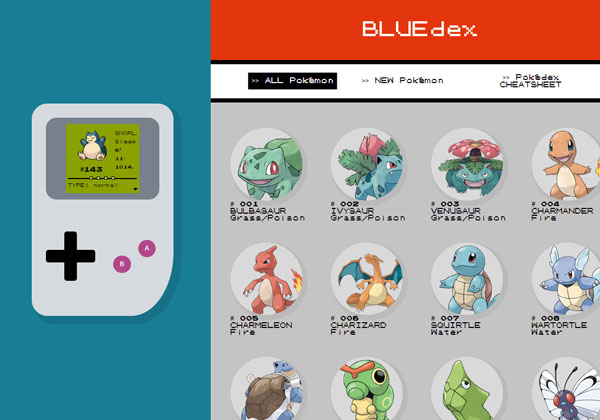 BLUEdex
>> ALL Pokémon
>> NEW Pokémon
>> Pokédex
CHEATSHEET
SNORL.
Sleep
6'
11'
1014.
#143
TYPE: normal
A
B
# 001
BULBASAUR
Grass/Poison
# 002
IVYSAUR
Grass/Poison
# 003
VENUSAUR
Grass/Poison
# 004
CHARMANDER
Fire
# 005
CHARMELEON
Fire
# 006
CHARIZARD
Fire
# 007
SQUIRTLE
Water
# 008
WARTORTLE
Water